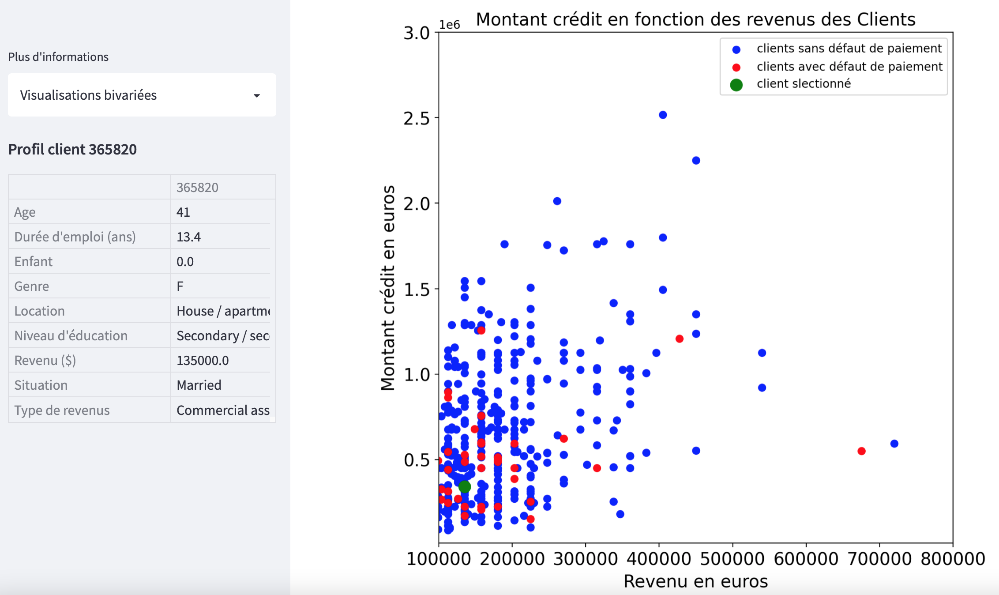 Plus d'informations
Visualisations bivariées
Profil client 365820
365820
Age 41
Durée d'emploi (ans) 13.4
Enfant 0.0
Genre F
Location House / apartme
Niveau d'éducation Secondary / sec
Revenu ($) 135000.0
Situation Married
Type de revenus Commercial ass
Montant crédit en fonction des revenus des Clients
1e6
3.0
2.5
2.0
1.5
1.0
0.5
Montant crédit en euros
clients sans défaut de paiement
clients avec défaut de paiement
client slectionné
100000 200000 300000 400000 500000 600000 700000 800000
Revenu en euros